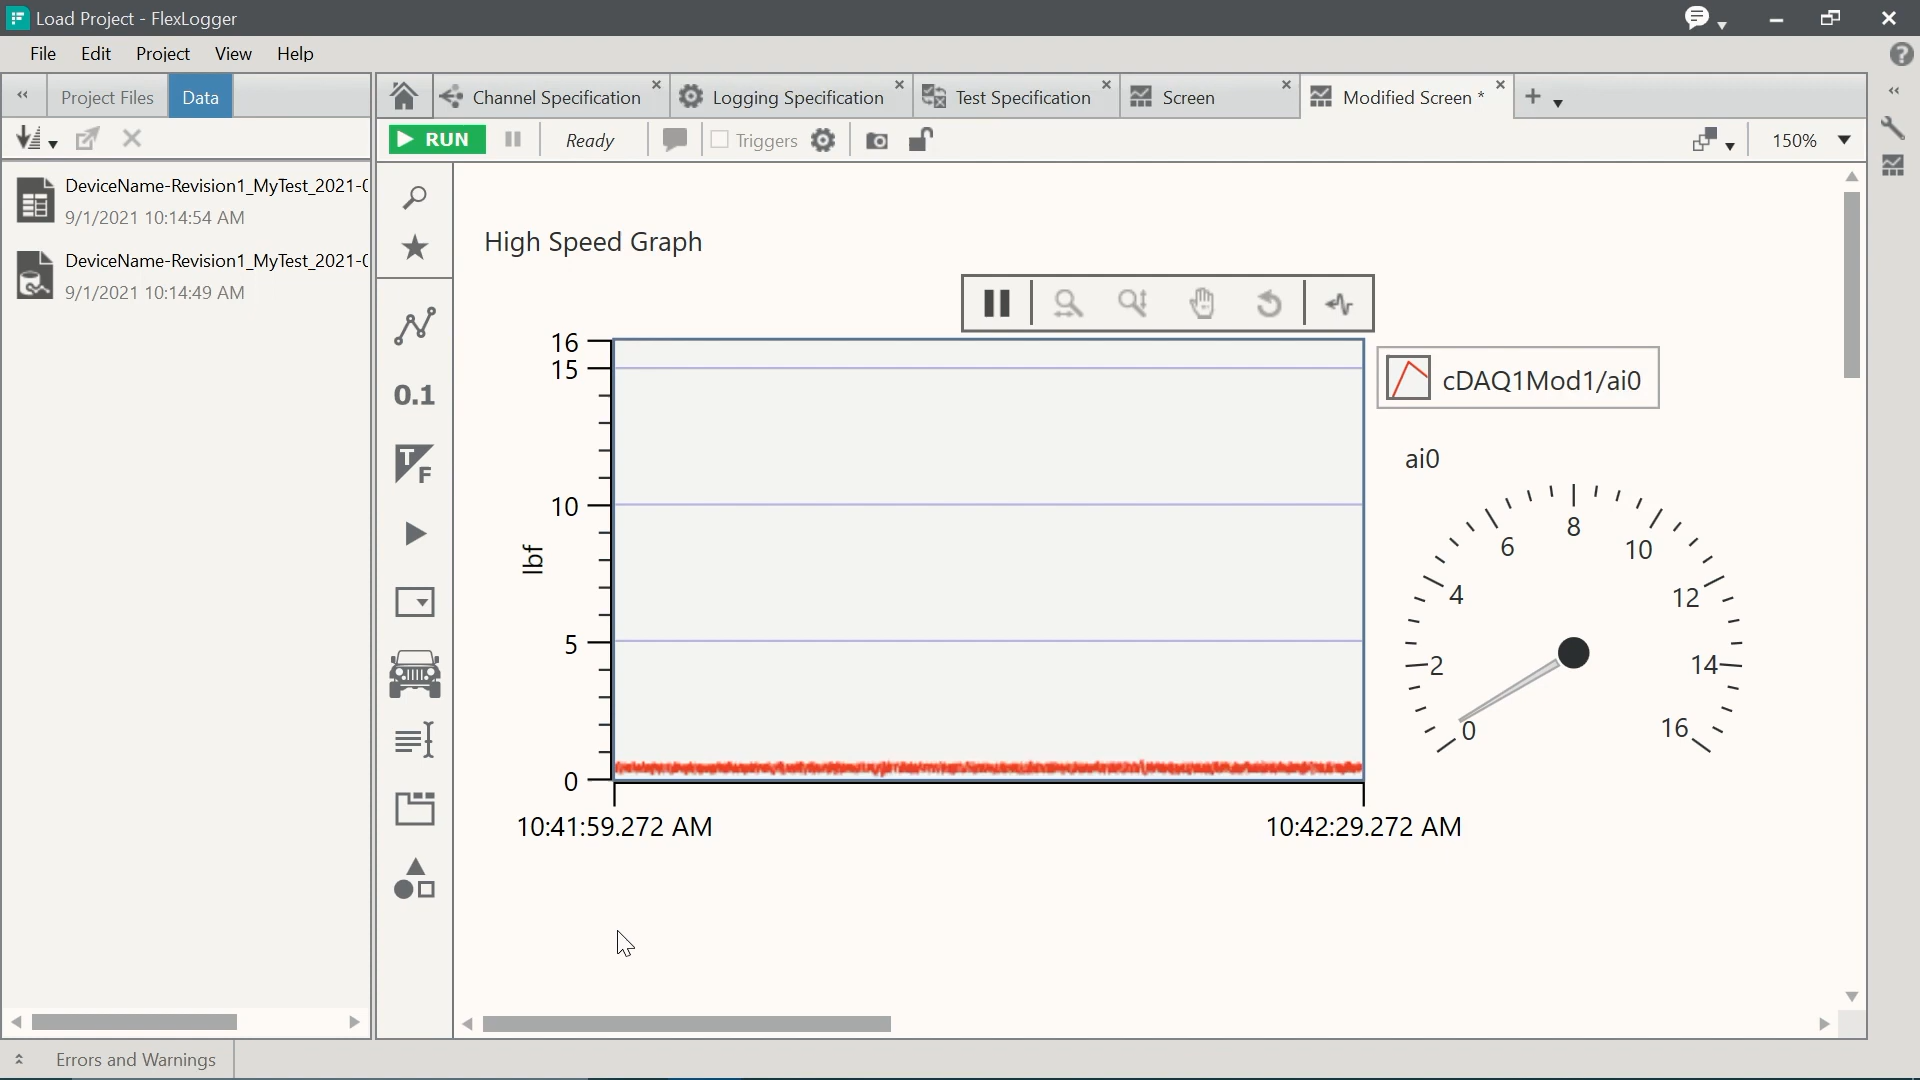 Load Project - FlexLogger
File Edit Project View Help
Project Files Data
Channel Specification Logging Specification Test Specification Screen Modified Screen *
RUN Ready Triggers 150%
DeviceName-Revision1_MyTest_2021-
9/1/2021 10:14:54 AM
DeviceName-Revision1_MyTest_2021-
9/1/2021 10:14:49 AM
0.1
T
F
High Speed Graph
cDAQ1Mod1/ai0
16
15
10
5
0
lbf
10:41:59.272 AM 10:42:29.272 AM
ai0
0
2
4
6
8
10
12
14
16
Errors and Warnings